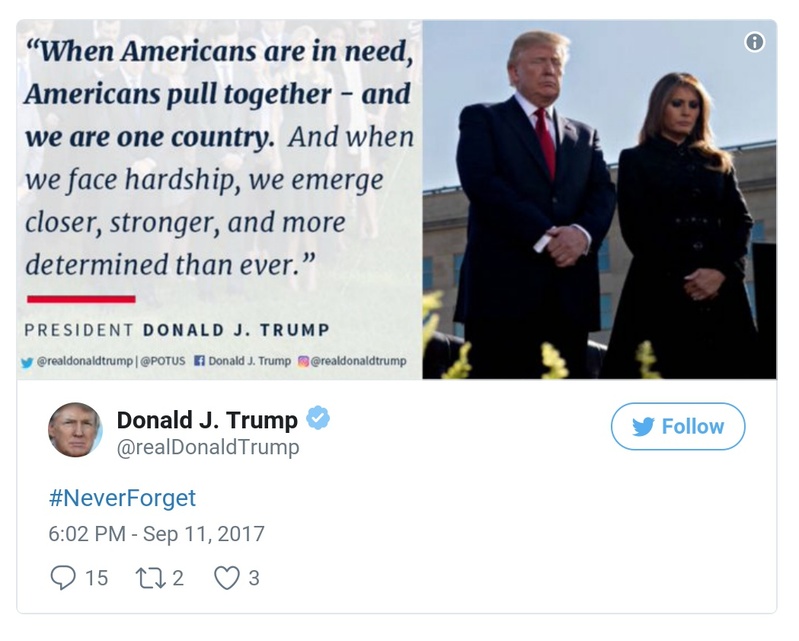 “When Americans are in need,
Americans pull together – and
we are one country. And when
we face hardship, we emerge
closer, stronger, and more
determined than ever.”
PRESIDENT DONALD J. TRUMP
@realdonaldtrump | @POTUS Donald J. Trump @realdonaldtrump
Donald J. Trump
@realDonaldTrump
Follow
#NeverForget
6:02 PM - Sep 11, 2017
15 2 3